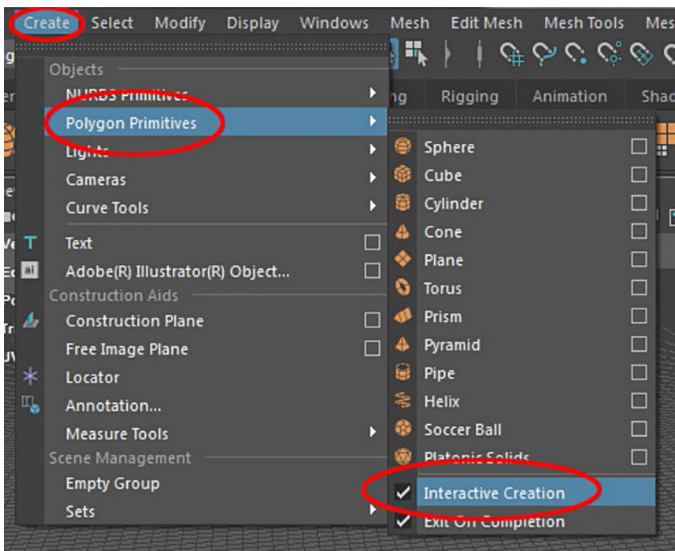 Create Select Modify Display Windows Mesh Edit Mesh Mesh Tools Mes
Rigging Animation Shad
Objects
NURBS Primitives
Polygon Primitives
Lights
Cameras
Curve Tools
Text
Adobe(R) Illustrator(R) Object...
Construction Aids
Construction Plane
Free Image Plane
Locator
Annotation...
Measure Tools
Scene Management
Empty Group
Sets
Sphere
Cube
Cylinder
Cone
Plane
Torus
Prism
Pyramid
Pipe
Helix
Soccer Ball
Platonic Solids
Interactive Creation
Exit On Completion